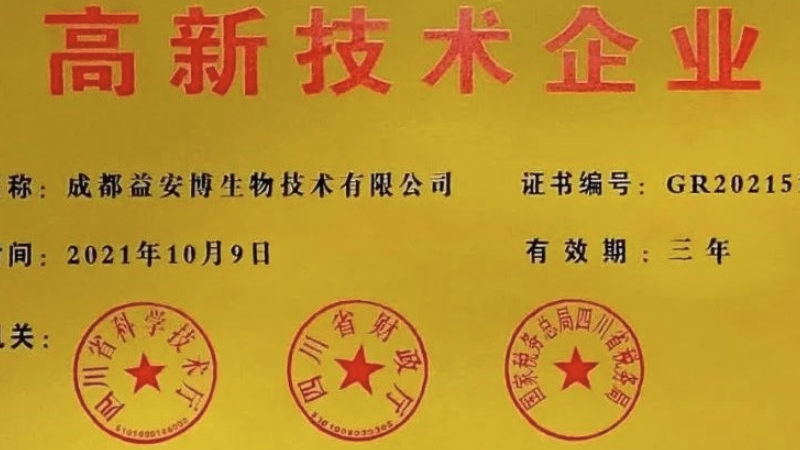 高新技术企业
称：成都益安博生物技术有限公司
证书编号：GR20215
时间：2021年10月9日
有效期：三年
机关：
四川省科学技术厅
四川省财政厅
国家税务总局四川省税务局